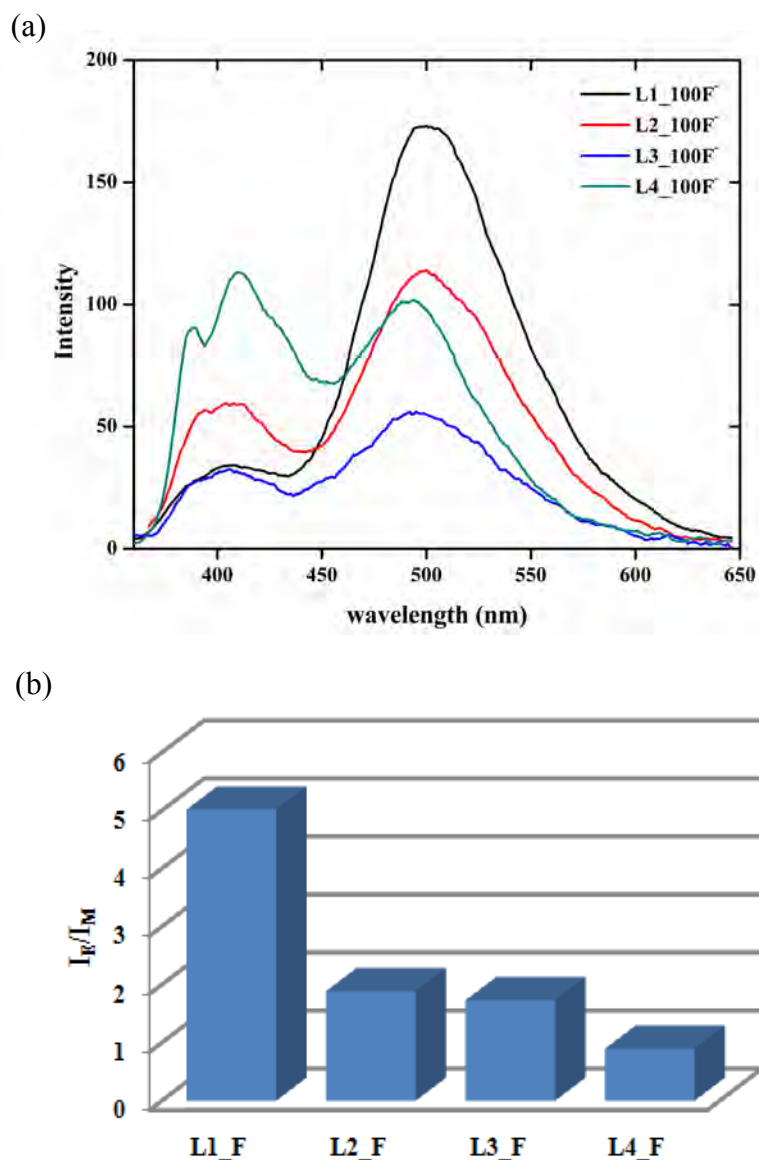 (a)
200
150
100
50
0
Intensity
L1_100F⁻
L2_100F⁻
L3_100F⁻
L4_100F⁻
400 450 500 550 600 650
wavelength (nm)
(b)
6
5
4
3
2
1
0
I_E/I_M
L1_F L2_F L3_F L4_F